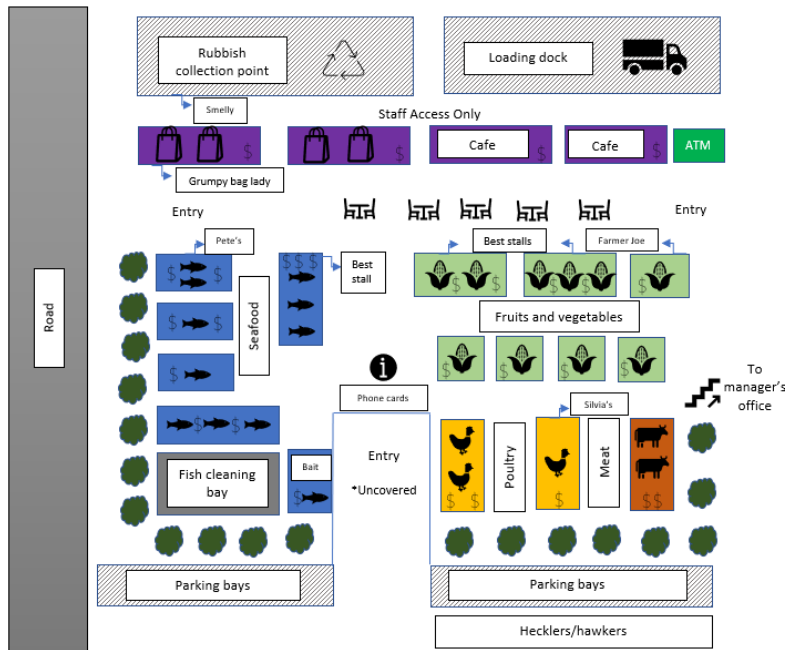 Rubbish
collection point
Loading dock
Smelly
Staff Access Only
$
$
Cafe
$
Cafe
$
ATM
Grumpy bag lady
Entry
Entry
Pete's
Best stalls
Farmer Joe
$ $
$ $ $
Best
stall
$ $
$ $
$
Road
Seafood
$ $
Fruits and vegetables
$
$
$
$
$
To
manager's
office
Phone cards
Silvia's
$ $
Entry
*Uncovered
Poultry
Meat
Fish cleaning
bay
Bait
$
$ $
$
$$
Parking bays
Parking bays
Hecklers/hawkers